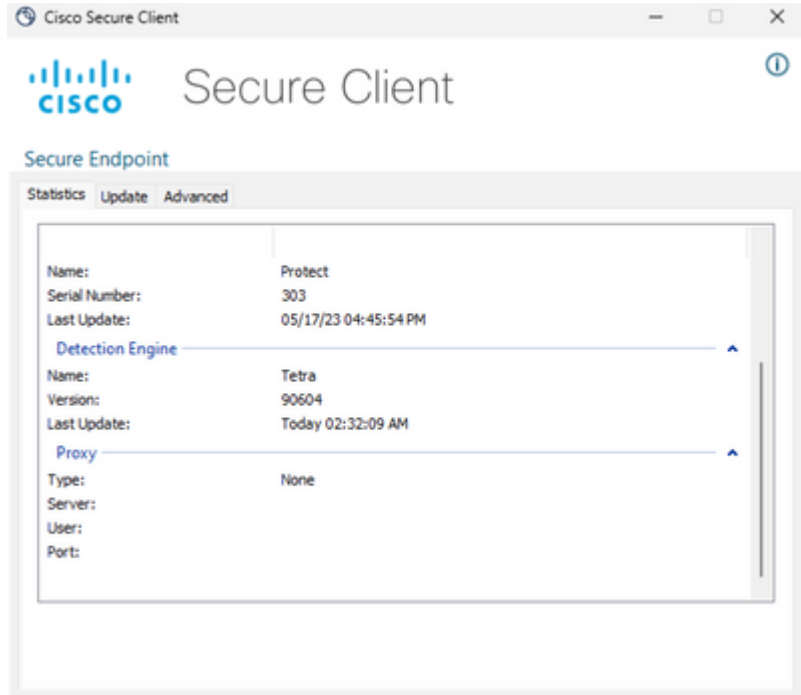 Cisco Secure Client
CISCO Secure Client
Secure Endpoint
Statistics Update Advanced
Name: Protect
Serial Number: 303
Last Update: 05/17/23 04:45:54 PM
Detection Engine
Name: Tetra
Version: 90604
Last Update: Today 02:32:09 AM
Proxy
Type: None
Server:
User:
Port: